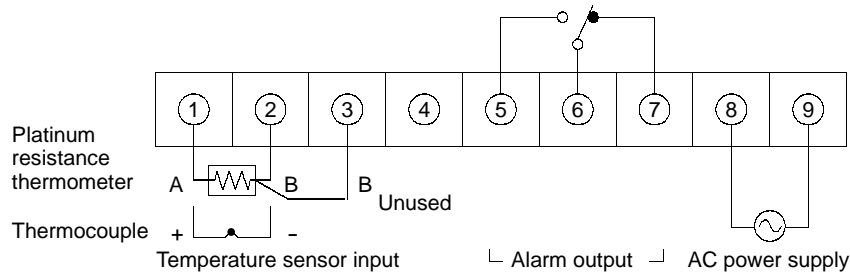 1 2 3 4 5 6 7 8 9
Platinum
resistance
thermometer
A B B
Unused
Thermocouple + −
Temperature sensor input
Alarm output
AC power supply